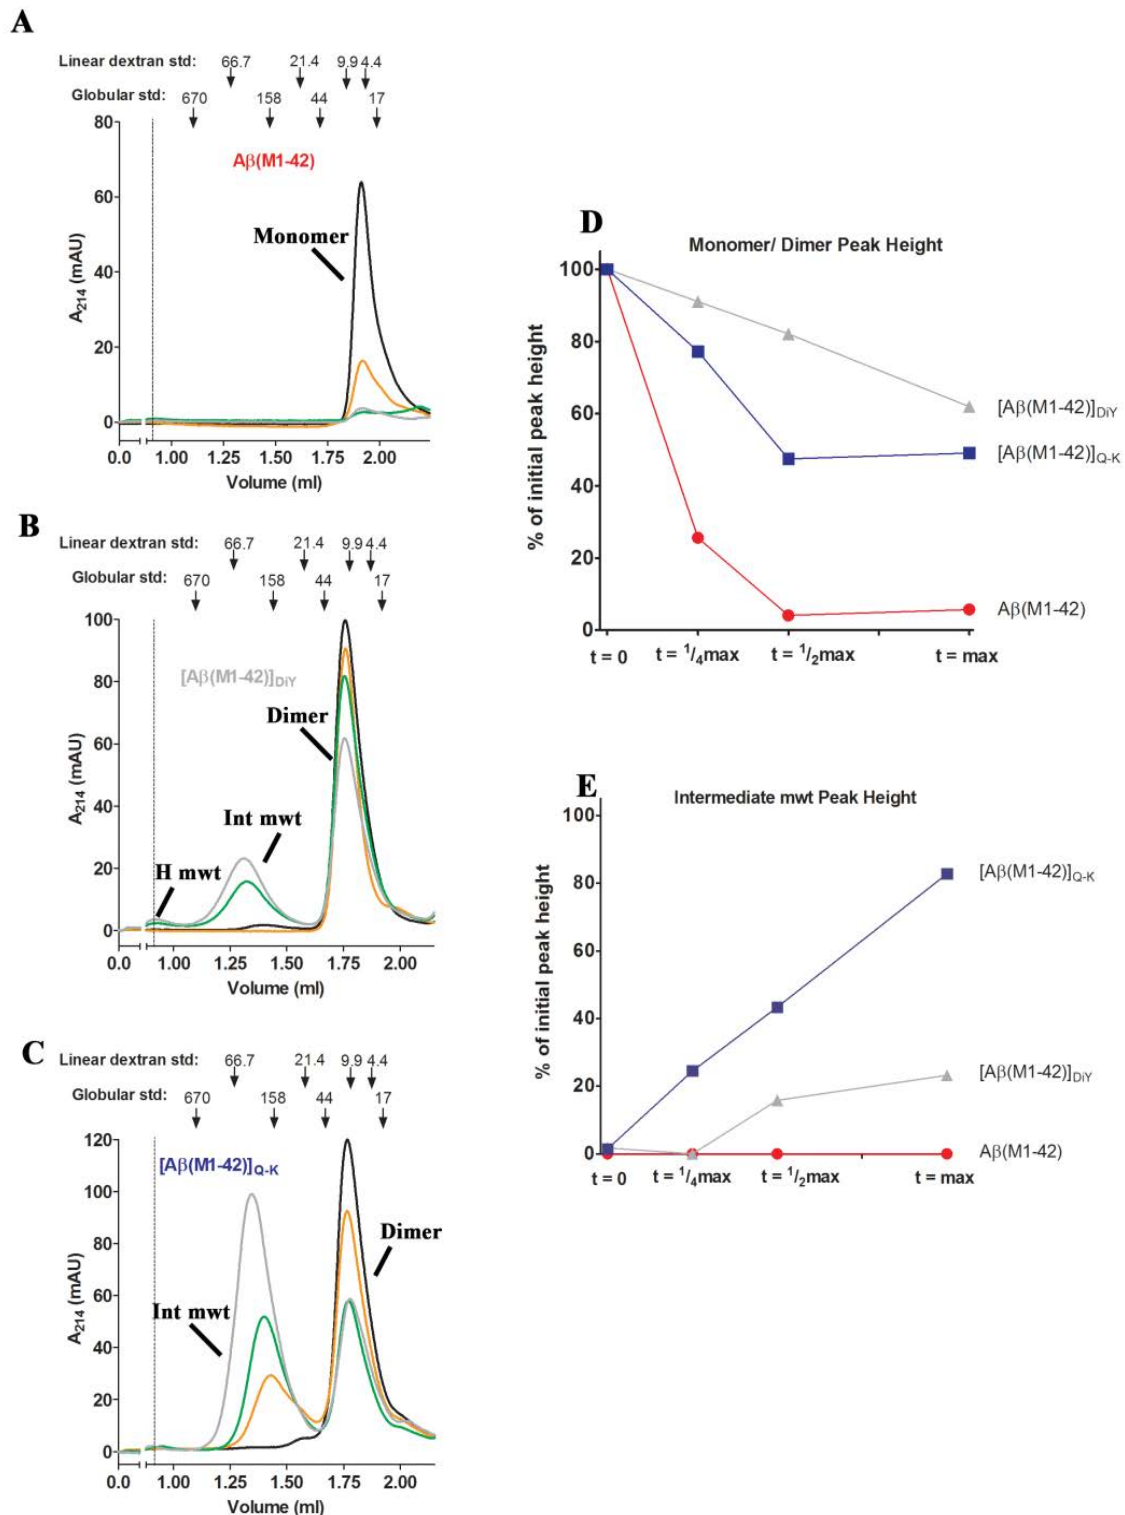 A
Linear dextran std: 66.7 21.4 9.9 4.4
Globular std: 670 158 44 17
80
Aβ(M1-42)
60
Monomer
40
20
0
A214 (mAU)
0.0 1.00 1.25 1.50 1.75 2.00
Volume (ml)
B
Linear dextran std: 66.7 21.4 9.9 4.4
Globular std: 670 158 44 17
100
80
[Aβ(M1-42)]DiY
Dimer
60
40
Int mwt
20
H mwt
0
A214 (mAU)
0.0 1.00 1.25 1.50 1.75 2.00
Volume (ml)
C
Linear dextran std: 66.7 21.4 9.9 4.4
Globular std: 670 158 44 17
120
[Aβ(M1-42)]Q-K
100
80
Dimer
60
Int mwt
40
20
0
A214 (mAU)
0.0 1.00 1.25 1.50 1.75 2.00
Volume (ml)
D
Monomer/ Dimer Peak Height
100
80
60
40
20
0
% of initial peak height
[Aβ(M1-42)]DiY
[Aβ(M1-42)]Q-K
Aβ(M1-42)
t = 0 t = 1/4max t = 1/2max t = max
E
Intermediate mwt Peak Height
100
80
60
40
20
0
% of initial peak height
[Aβ(M1-42)]Q-K
[Aβ(M1-42)]DiY
Aβ(M1-42)
t = 0 t = 1/4max t = 1/2max t = max